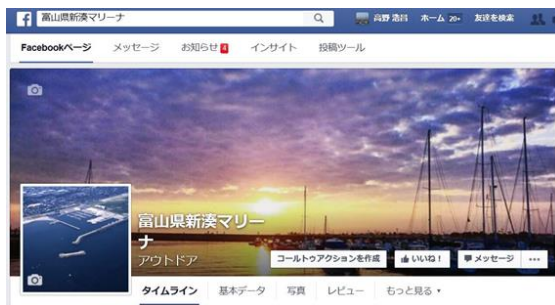 富山県新湊マリーナ
高野 浩昌 ホーム 20+ 友達を検索
Facebookページ メッセージ お知らせ 4 インサイト 投稿ツール
富山県新湊マリー
ナ
アウトドア
コールトゥアクションを作成 いいね! メッセージ •••
タイムライン 基本データ 写真 レビュー もっと見る